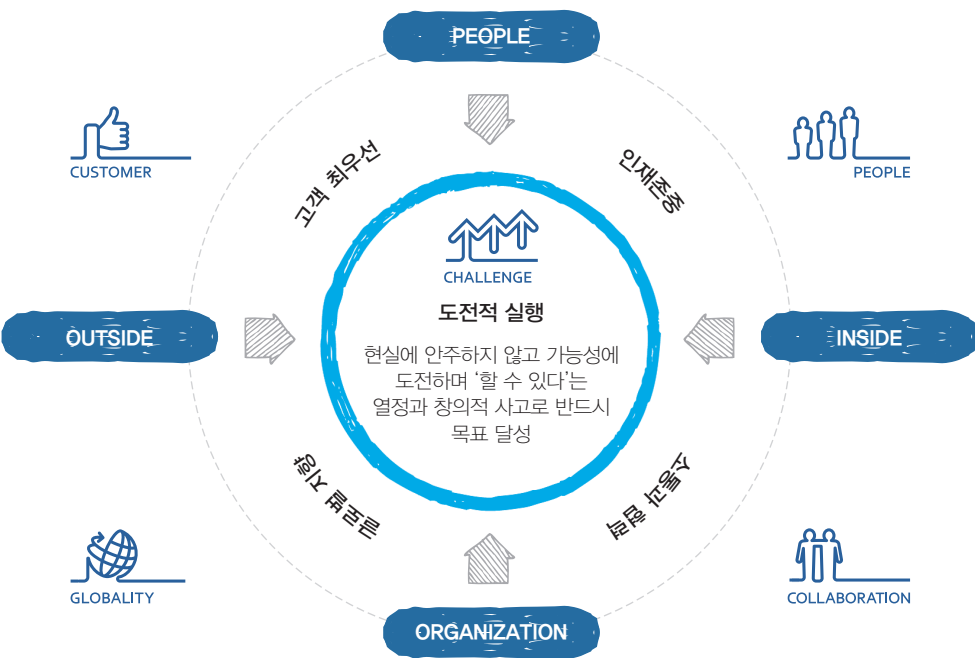 PEOPLE
CUSTOMER
고객 최우선
인재존중
PEOPLE
CHALLENGE
도전적 실행
OUTSIDE
INSIDE
현실에 안주하지 않고 가능성에
도전하며 ‘할 수 있다’는
열정과 창의적 사고로 반드시
목표 달성
글로벌 지향
소통과 협력
GLOBALITY
COLLABORATION
ORGANIZATION